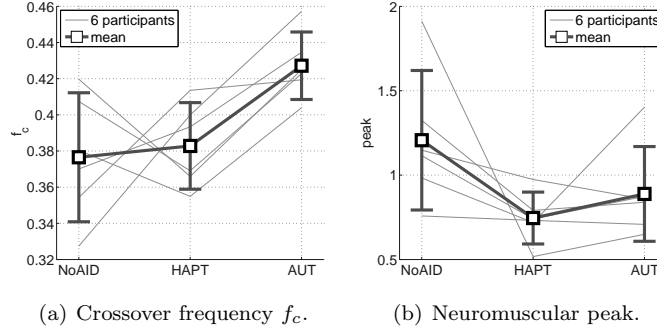 0.46
0.44
0.42
0.4
0.38
0.36
0.34
0.32
f_c
6 participants
mean
NoAID HAPT AUT
2
1.5
1
0.5
peak
6 participants
mean
NoAID HAPT AUT
(a) Crossover frequency f_c.
(b) Neuromuscular peak.